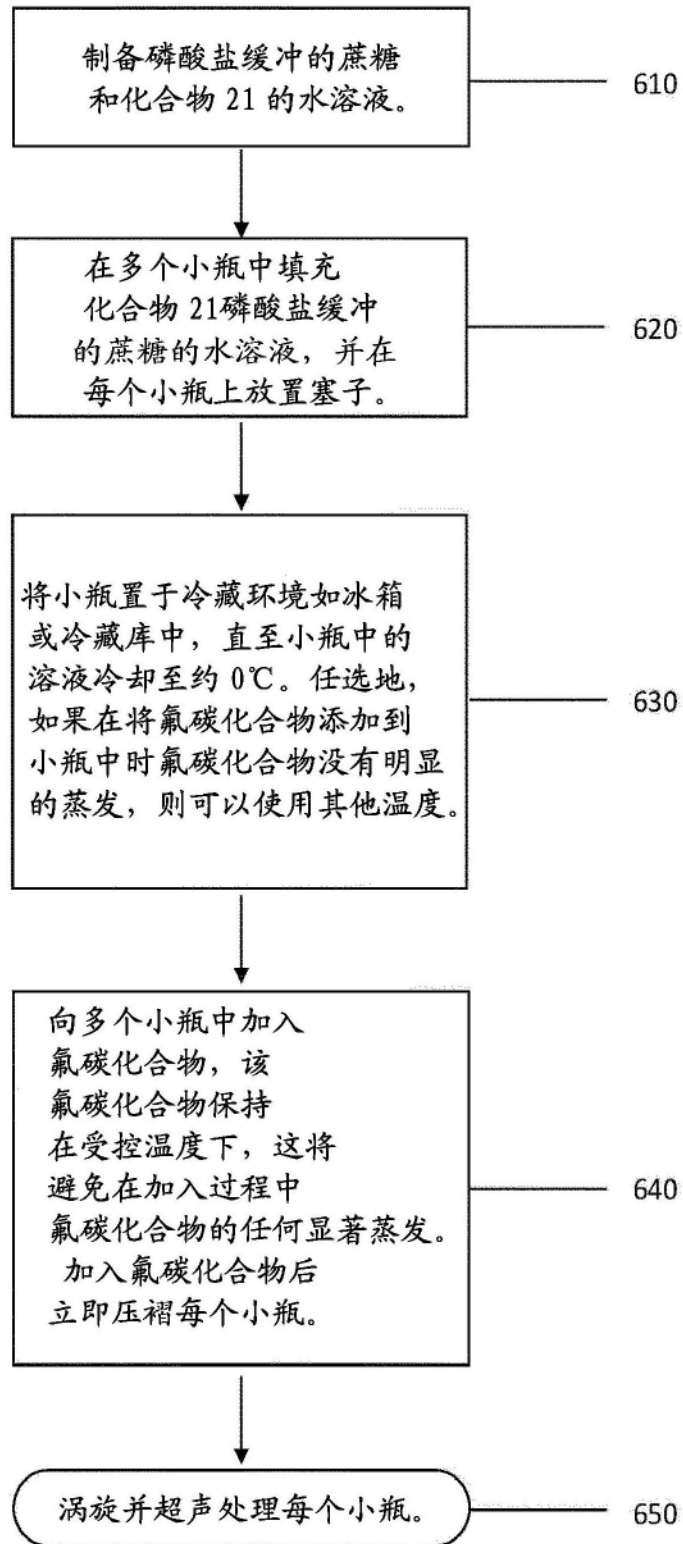 制备磷酸盐缓冲的蔗糖
和化合物 21 的水溶液。
610
在多个小瓶中填充
化合物 21磷酸盐缓冲
的蔗糖的水溶液，并在
每个小瓶上放置塞子。
620
将小瓶置于冷藏环境如冰箱
或冷藏库中，直至小瓶中的
溶液冷却至约 0℃。任选地，
如果在将氟碳化合物添加到
小瓶中时氟碳化合物没有明显
的蒸发，则可以使用其他温度。
630
向多个小瓶中加入
氟碳化合物，该
氟碳化合物保持
在受控温度下，这将
避免在加入过程中
氟碳化合物的任何显著蒸发。
加入氟碳化合物后
立即压褶每个小瓶。
640
涡旋并超声处理每个小瓶。
650